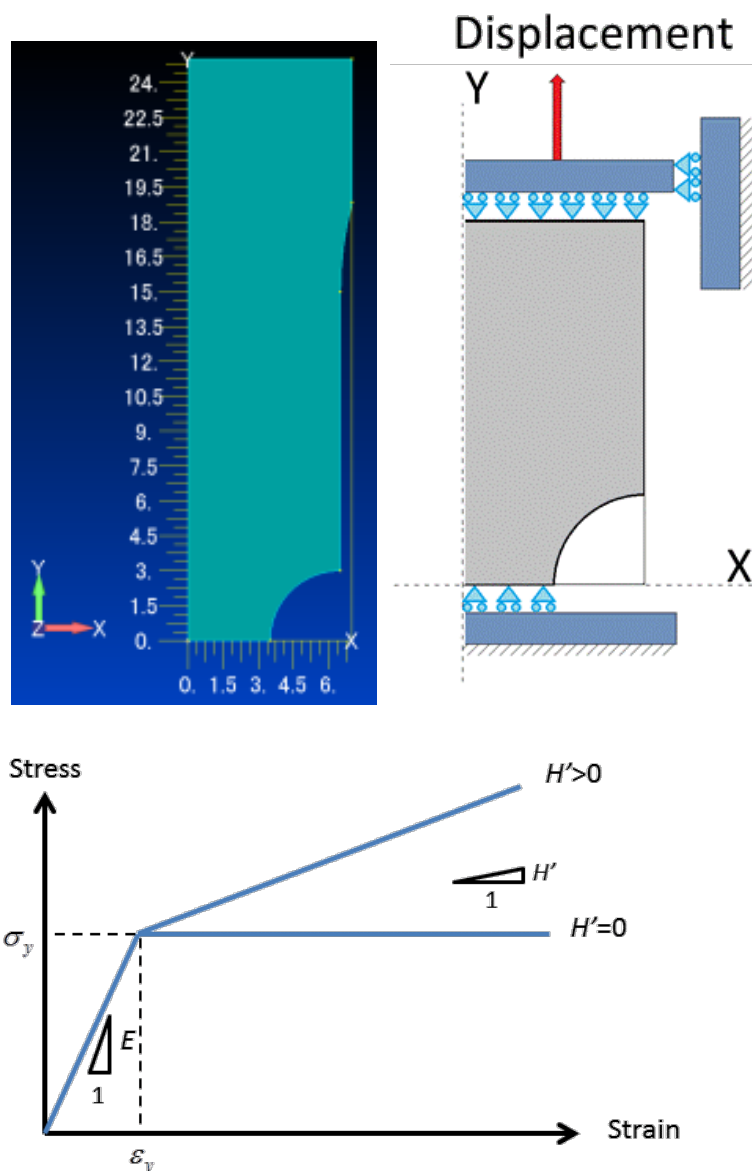 Displacement
Y
24.
22.5
21.
19.5
18.
16.5
15.
13.5
12.
10.5
9.
7.5
6.
4.5
3.
1.5
0.
X
0. 1.5 3. 4.5 6.
Y
Z X
Y
X
Stress
H'>0
H'
1
σy
H'=0
E
1
Strain
εy